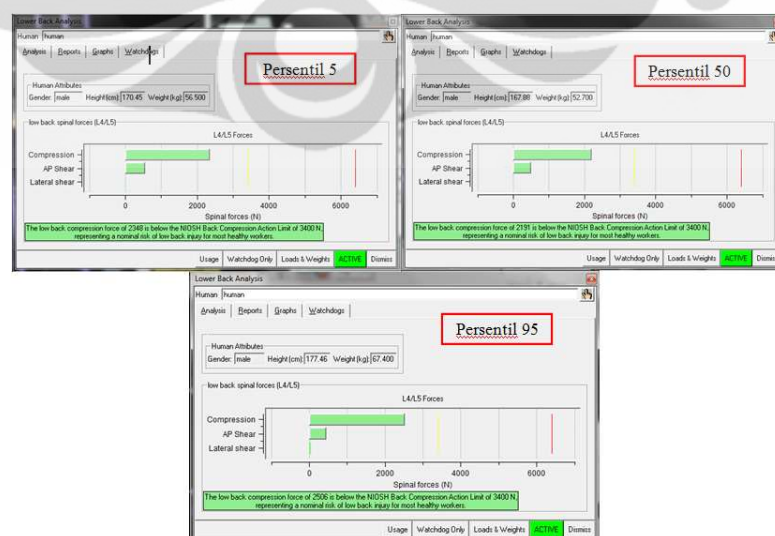 Lower Back Analysis
Human human
Analysis Reports Graphs Watchdogs
Persentil 5
Human Attributes
Gender: male Height(cm): 170.45 Weight(kg): 56.500
low back spinal forces (L4/L5)
L4/L5 Forces
Compression
AP Shear
Lateral shear
0 2000 4000 6000
Spinal forces (N)
The low back compression force of 2348 is below the NIOSH Back Compression Action Limit of 3400 N,
representing a nominal risk of low back injury for most healthy workers.
Usage Watchdog Only Loads & Weights ACTIVE Dismiss
Lower Back Analysis
Human human
Analysis Reports Graphs Watchdogs
Persentil 50
Human Attributes
Gender: male Height(cm): 167.88 Weight(kg): 52.700
low back spinal forces (L4/L5)
L4/L5 Forces
Compression
AP Shear
Lateral shear
0 2000 4000 6000
Spinal forces (N)
The low back compression force of 2191 is below the NIOSH Back Compression Action Limit of 3400 N,
representing a nominal risk of low back injury for most healthy workers.
Usage Watchdog Only Loads & Weights ACTIVE Dismiss
Lower Back Analysis
Human human
Analysis Reports Graphs Watchdogs
Persentil 95
Human Attributes
Gender: male Height(cm): 177.46 Weight(kg): 67.400
low back spinal forces (L4/L5)
L4/L5 Forces
Compression
AP Shear
Lateral shear
0 2000 4000 6000
Spinal forces (N)
The low back compression force of 2506 is below the NIOSH Back Compression Action Limit of 3400 N,
representing a nominal risk of low back injury for most healthy workers.
Usage Watchdog Only Loads & Weights ACTIVE Dismiss